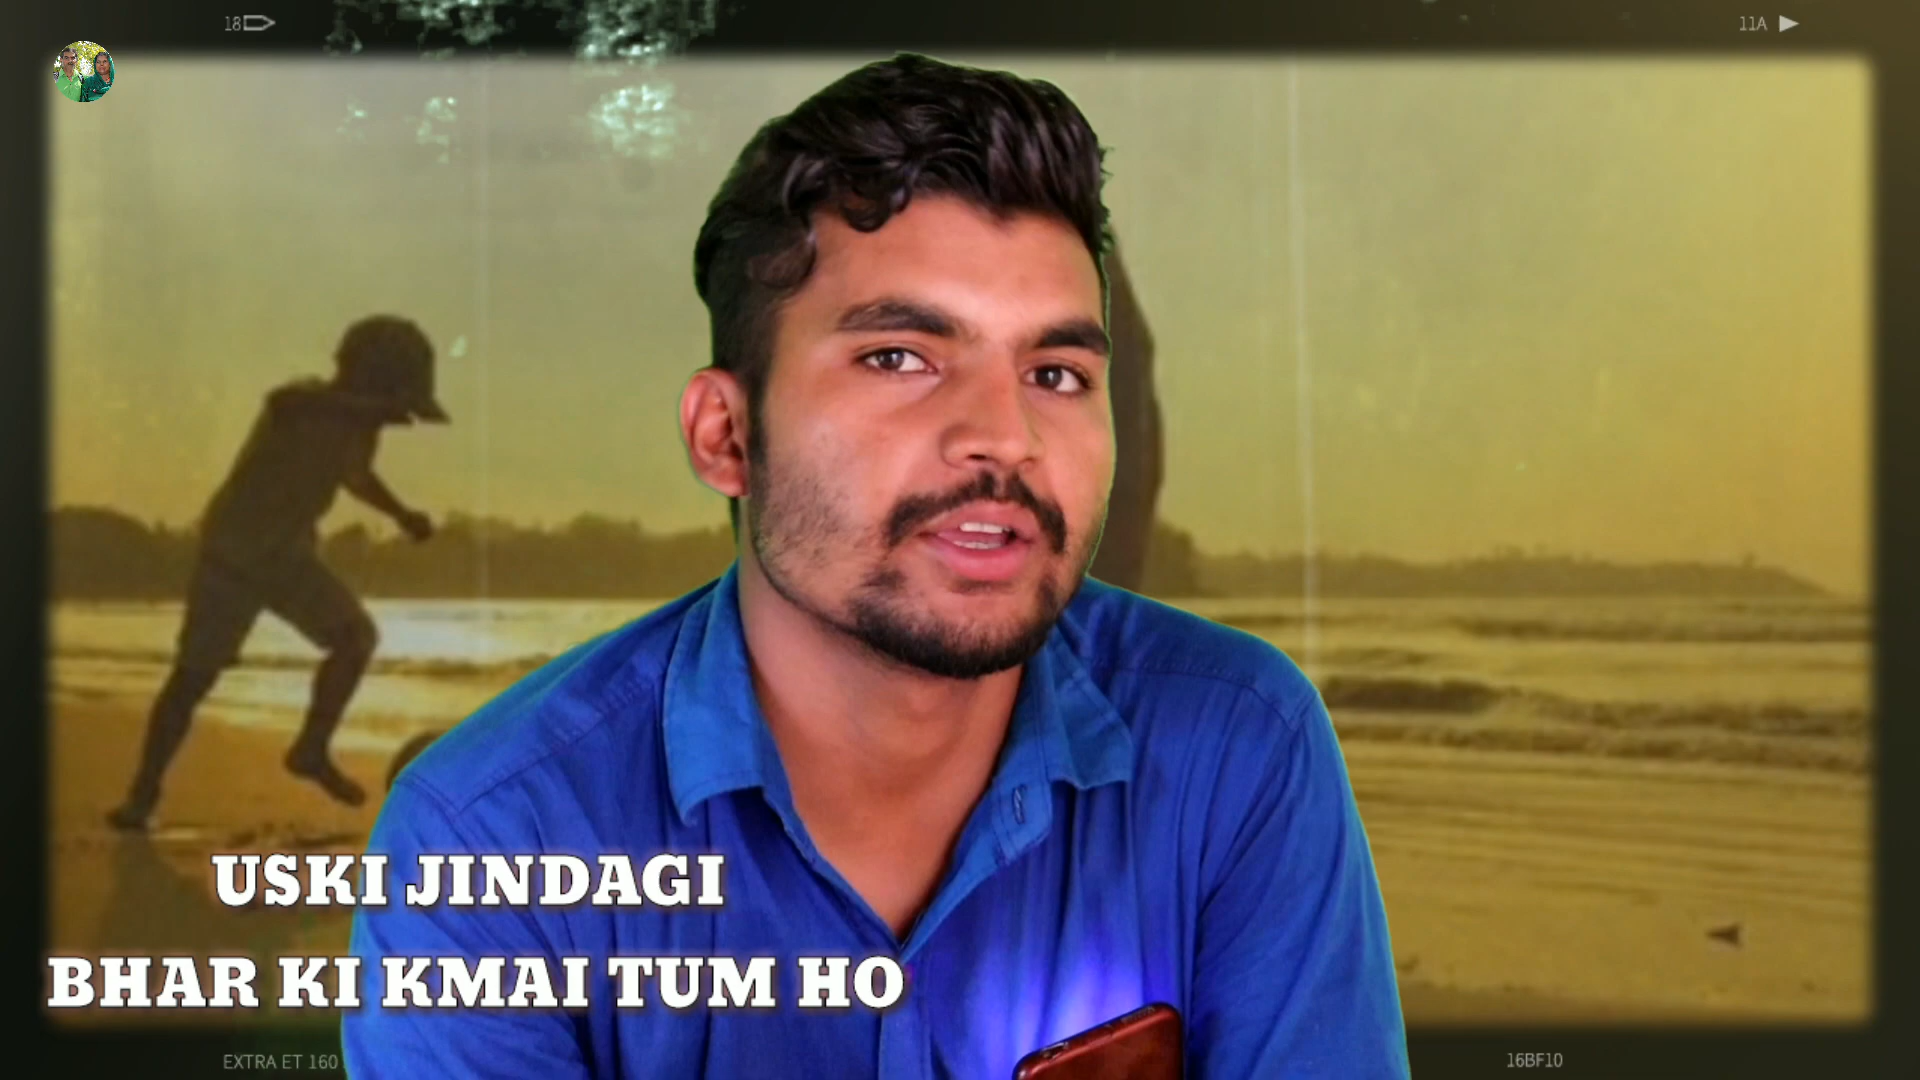 18
11A
USKI JINDAGI
BHAR KI KMAI TUM HO
EXTRA ET 160
16BF10